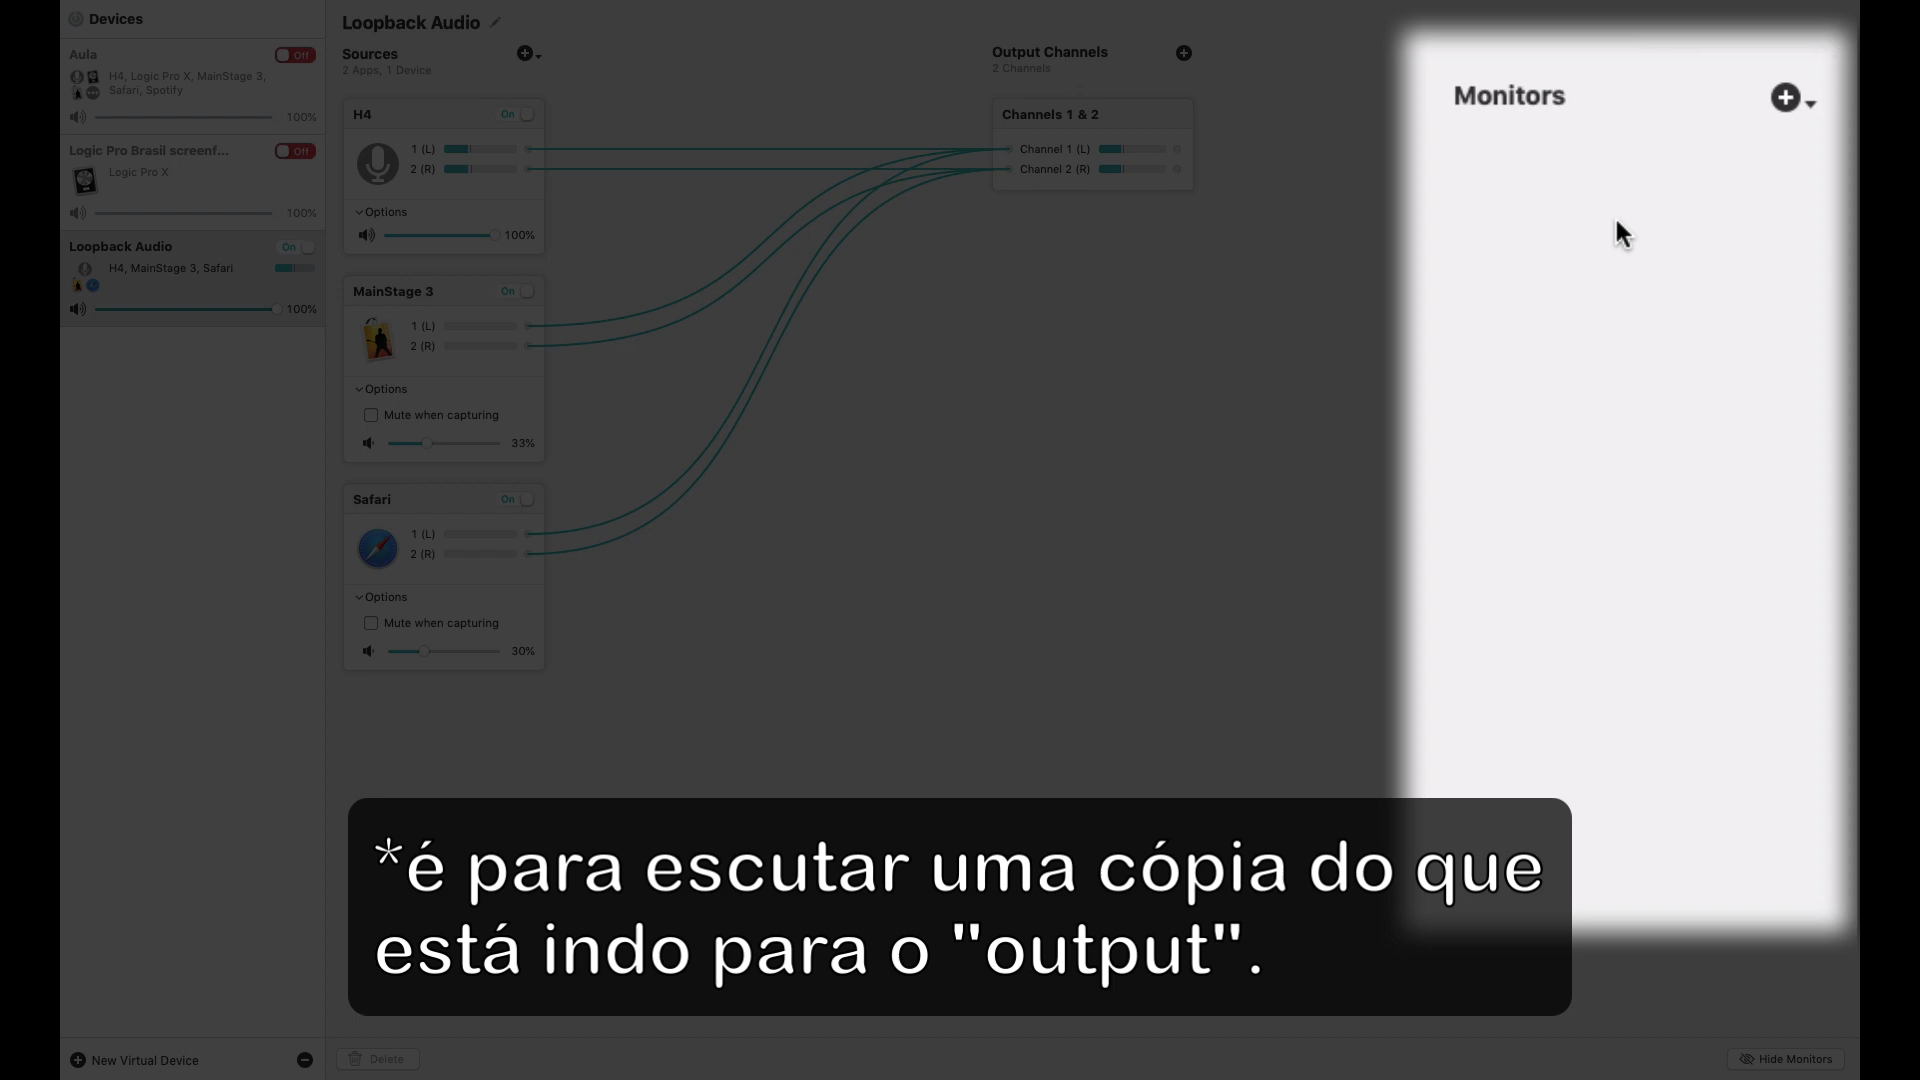 Devices
Aula
Off
H4, Logic Pro X, MainStage 3,
Safari, Spotify
100%
Logic Pro Brasil screenf...
Off
Logic Pro X
100%
Loopback Audio
On
H4, MainStage 3, Safari
100%
New Virtual Device
Loopback Audio
Sources
2 Apps, 1 Device
H4
On
1 (L)
2 (R)
Options
100%
MainStage 3
On
1 (L)
2 (R)
Options
Mute when capturing
33%
Safari
On
1 (L)
2 (R)
Options
Mute when capturing
30%
Output Channels
2 Channels
Channels 1 & 2
Channel 1 (L)
Channel 2 (R)
Monitors
*é para escutar uma cópia do que
está indo para o "output".
Delete
Hide Monitors